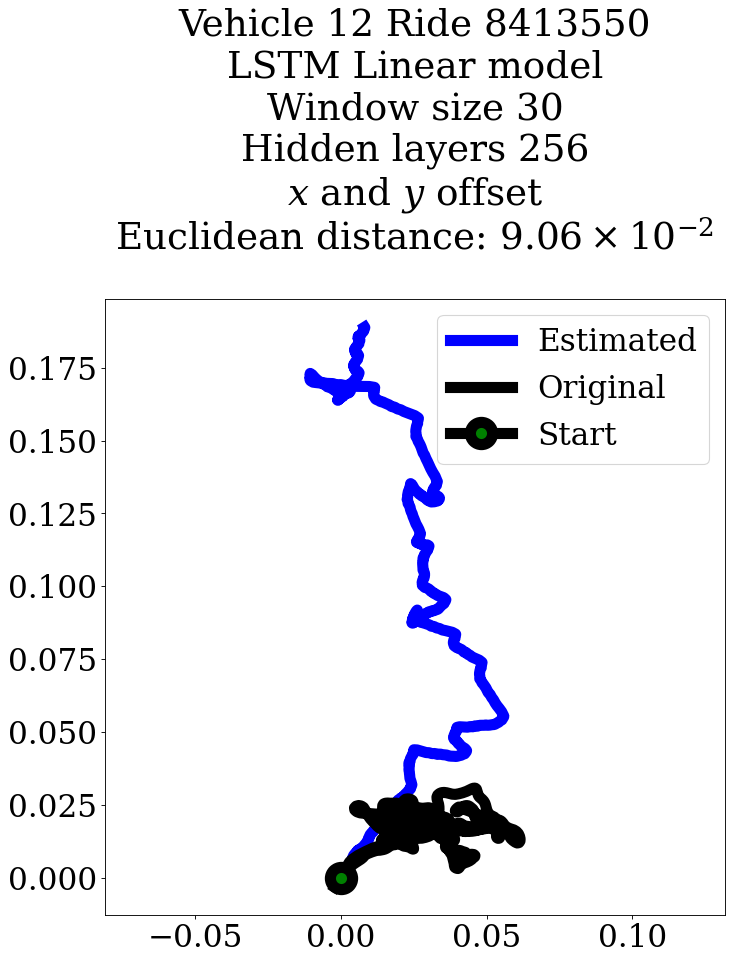 Vehicle 12 Ride 8413550
LSTM Linear model
Window size 30
Hidden layers 256
x and y offset
Euclidean distance: 9.06 × 10⁻²
Estimated
Original
Start
0.175
0.150
0.125
0.100
0.075
0.050
0.025
0.000
−0.05 0.00 0.05 0.10